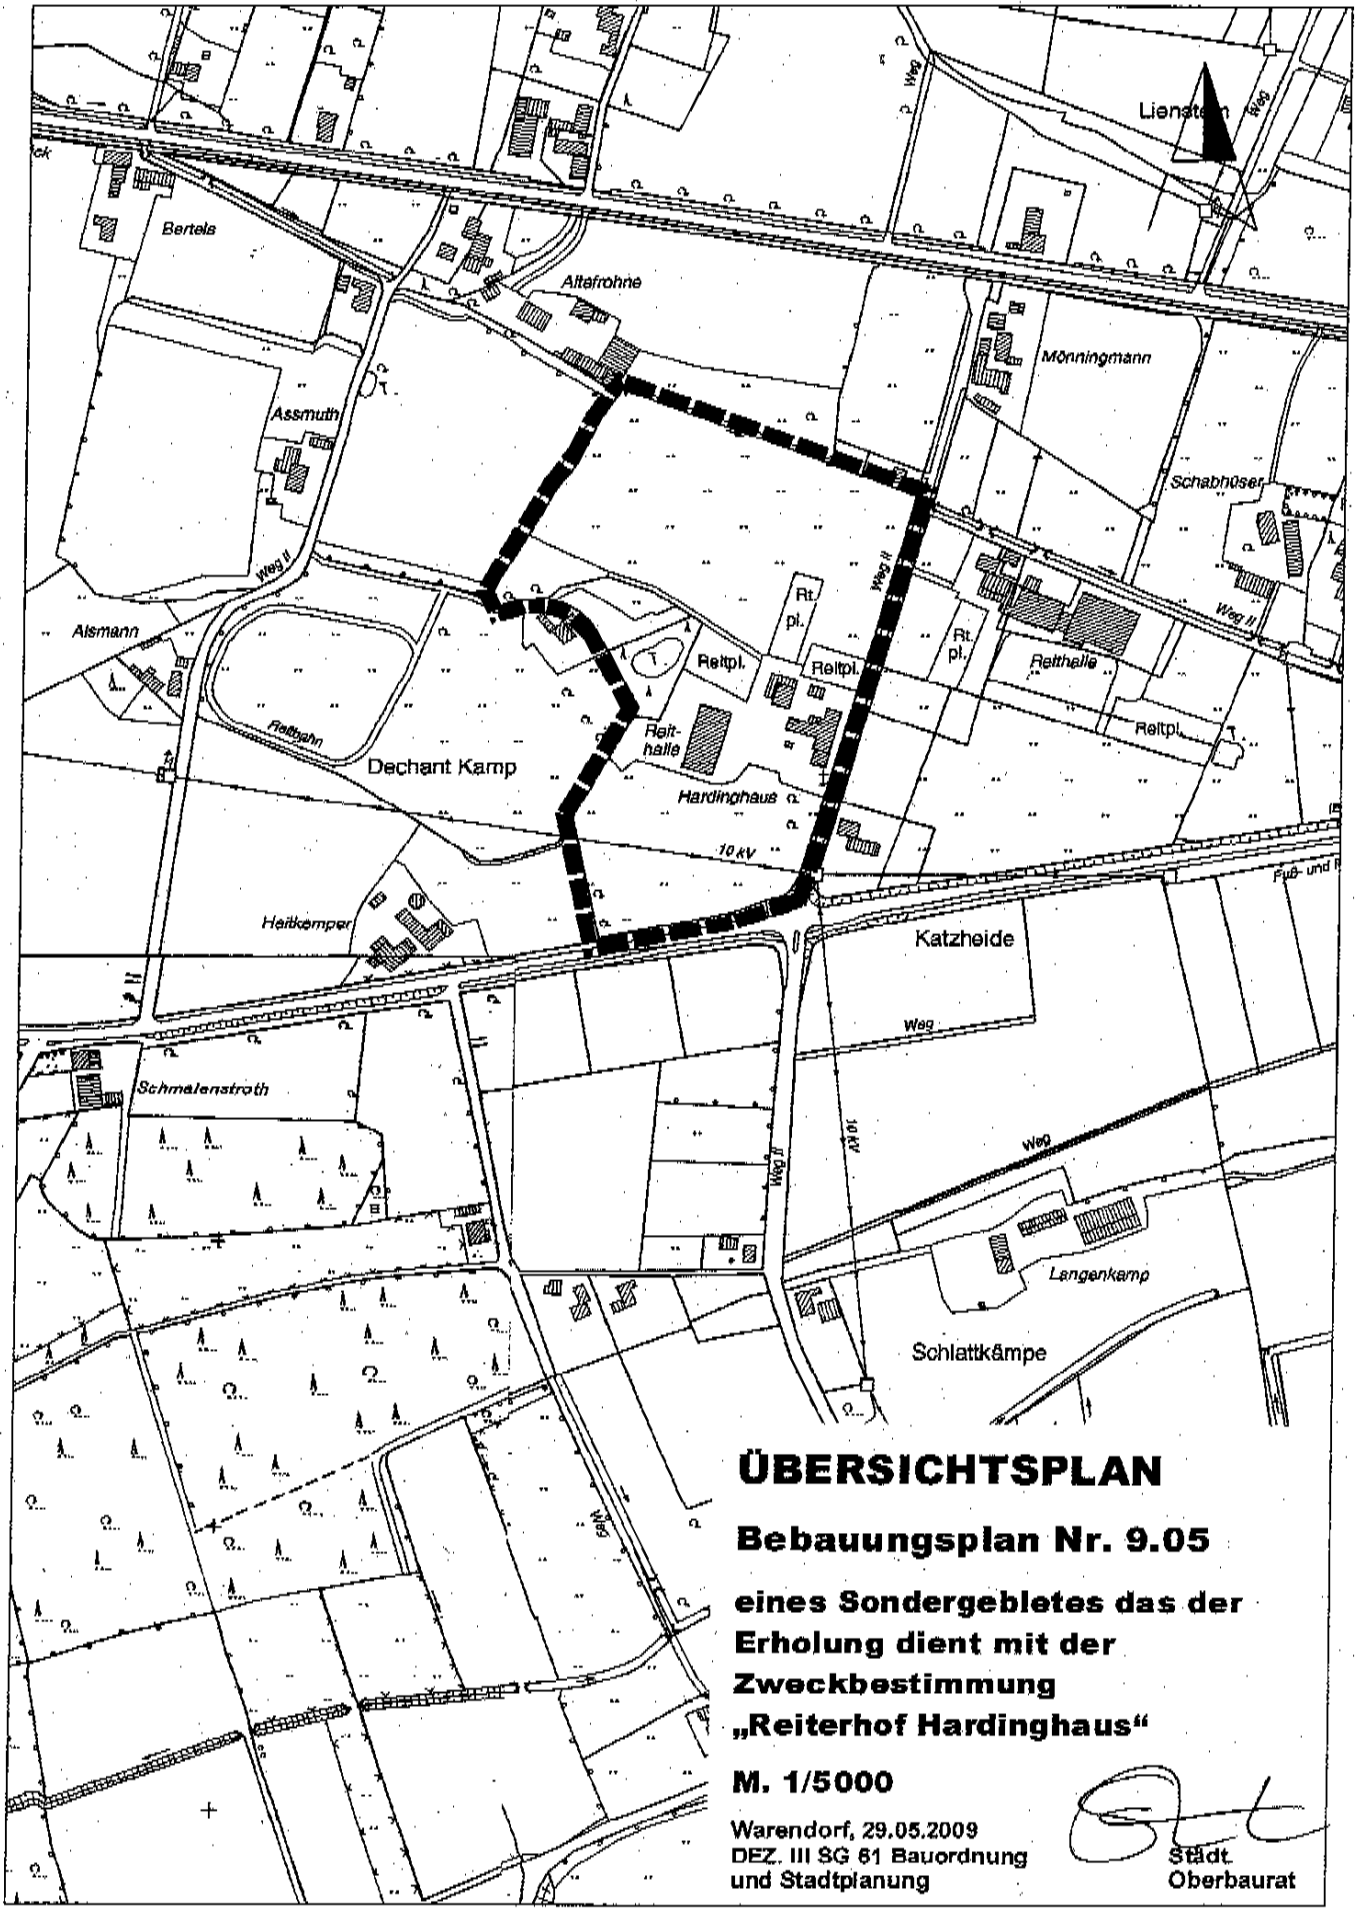 Lienstein
Weg
Weg
ck
Bertels
Altefrohne
Mönningmann
Assmuth
Schabhüser
Weg II
Weg II
Weg II
Alsmann
Rt.
pl.
Rt.
pl.
Reitpl.
Reitpl.
Reithalle
Reitpl.
Reitbahn
Reit-
halle
Dechant Kamp
Hardinghaus
10 kV
Fuß- und R
Heitkemper
Katzheide
Weg
Schmalenstroth
10 kV
Weg
Weg II
Langenkamp
Schlattkämpe
Weg
ÜBERSICHTSPLAN
Bebauungsplan Nr. 9.05
eines Sondergebietes das der
Erholung dient mit der
Zweckbestimmung
„Reiterhof Hardinghaus“
M. 1/5000
Warendorf, 29.05.2009
DEZ. III SG 61 Bauordnung
und Stadtplanung
Städt.
Oberbaurat